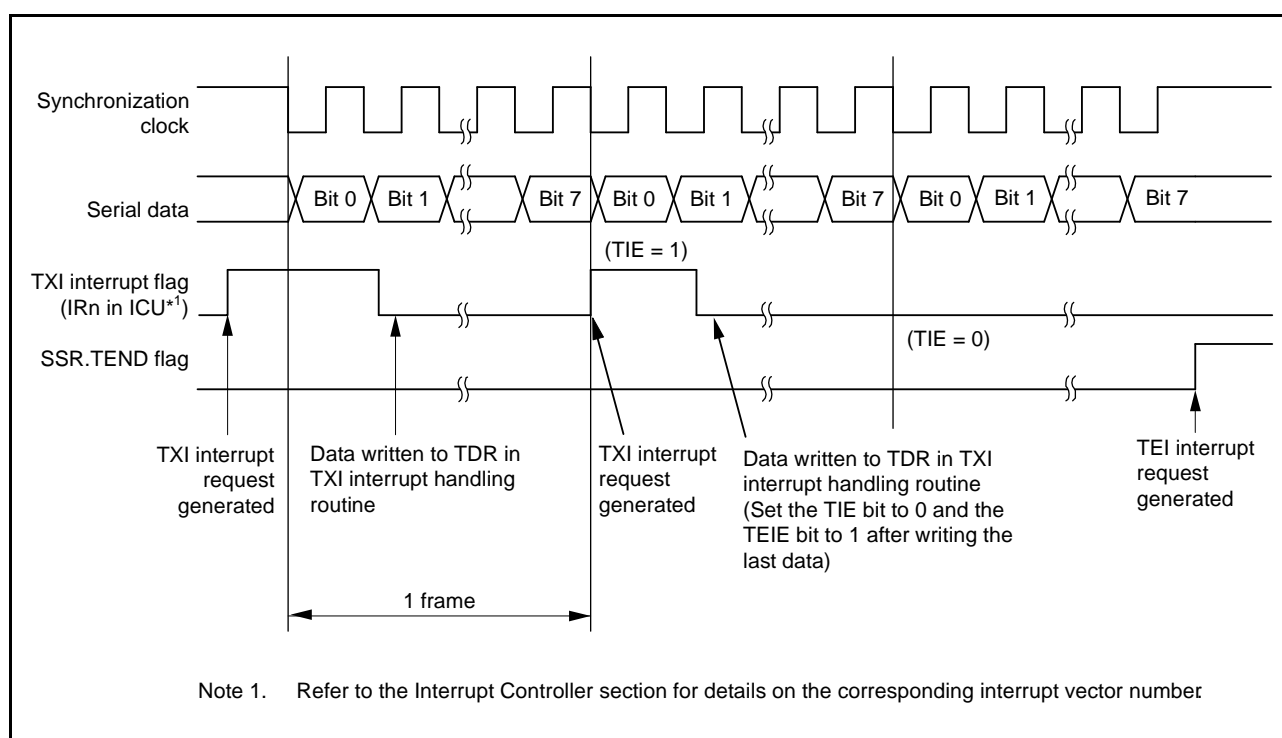 Synchronization
clock
Serial data
Bit 0 Bit 1 Bit 7 Bit 0 Bit 1 Bit 7 Bit 0 Bit 1 Bit 7
(TIE = 1)
TXI interrupt flag
(IRn in ICU*1)
(TIE = 0)
SSR.TEND flag
TXI interrupt
request
generated
Data written to TDR in
TXI interrupt handling
routine
TXI interrupt
request
generated
Data written to TDR in TXI
interrupt handling routine
(Set the TIE bit to 0 and the
TEIE bit to 1 after writing the
last data)
TEI interrupt
request
generated
1 frame
Note 1. Refer to the Interrupt Controller section for details on the corresponding interrupt vector number.